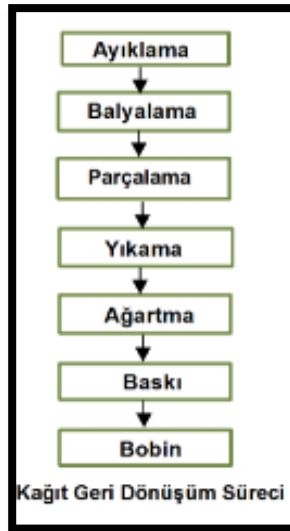 Ayıklama
Balyalama
Parçalama
Yıkama
Ağartma
Baskı
Bobin
Kağıt Geri Dönüşüm Süreci